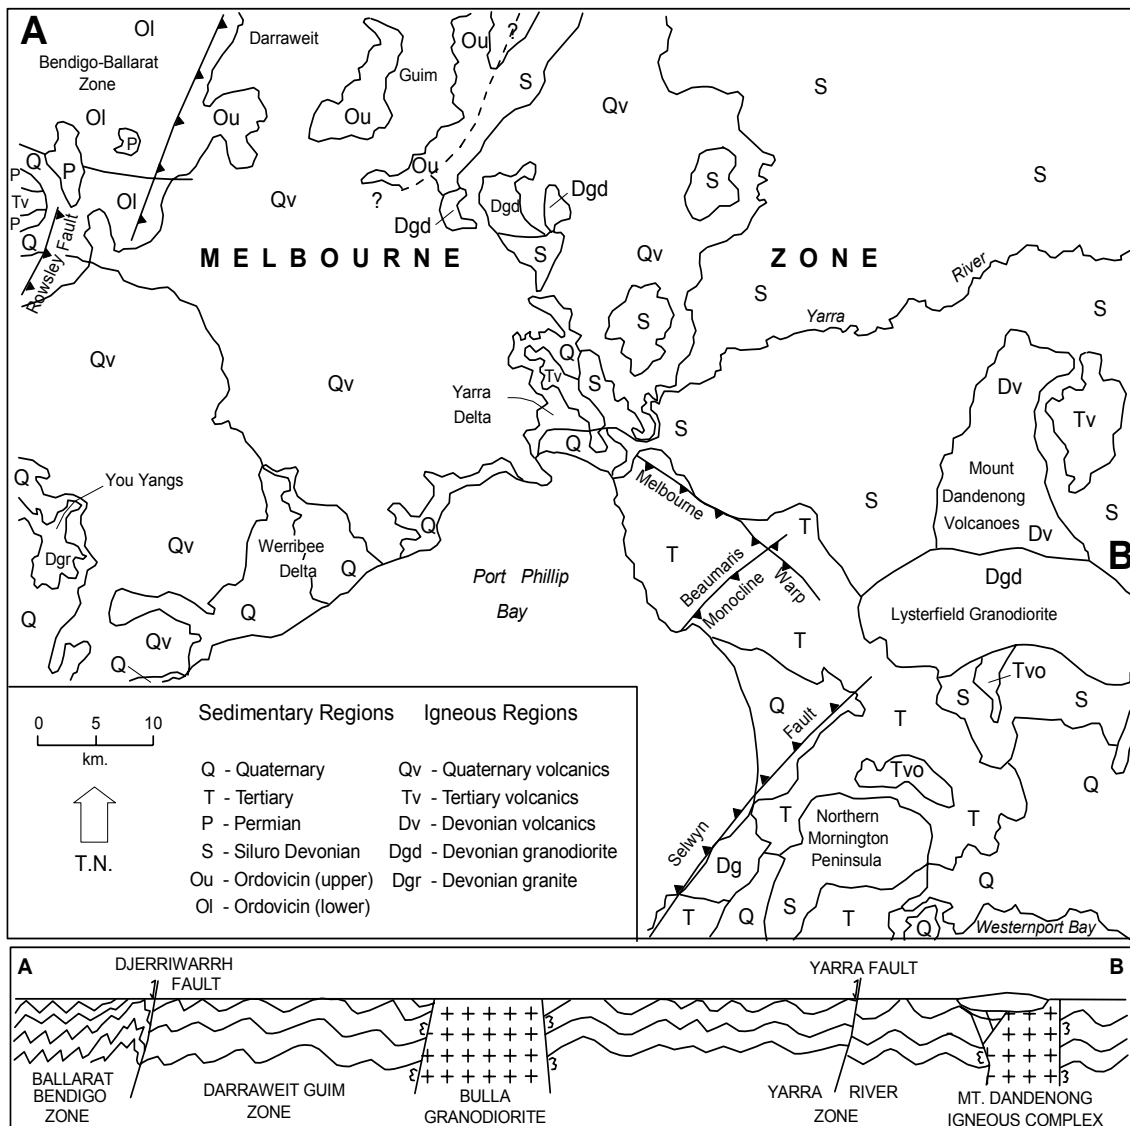 A
Ol
Bendigo-Ballarat
Zone
Darraweit
Guim
Ou
?
S
Qv
S
Ol
P
Ou
Ou
Q
P
P
Tv
P
Q
Ol
Rowsley Fault
Qv
Ou
?
Dgd
Dgd
Dgd
S
S
S
MELBOURNE
ZONE
Qv
River
Yarra
S
S
S
Qv
Qv
Q
Tv
S
Yarra
Delta
Q
S
Dv
Tv
Mount
Dandenong
Volcanoes
Dv
S
S
B
Q
You Yangs
Dgr
Qv
Q
Werribee
Delta
Q
Q
Q
Qv
Q
Port Phillip
Bay
Melbourne
Warp
T
T
Beaumaris
Monocline
T
Dgd
Lysterfield Granodiorite
Tvo
S
S
Q
Fault
Selwyn
T
Tvo
Q
T
Northern
Mornington
Peninsula
T
Dg
Q
T
Q
S
T
Q
Westernport Bay
0 5 10
km.
T.N.
Sedimentary Regions
Q - Quaternary
T - Tertiary
P - Permian
S - Siluro Devonian
Ou - Ordovicin (upper)
Ol - Ordovicin (lower)
Igneous Regions
Qv - Quaternary volcanics
Tv - Tertiary volcanics
Dv - Devonian volcanics
Dgd - Devonian granodiorite
Dgr - Devonian granite
A
DJERRIWARRH
FAULT
YARRA FAULT
B
BALLARAT
BENDIGO
ZONE
DARRAWEIT GUIM
ZONE
BULLA
GRANODIORITE
YARRA RIVER
ZONE
MT. DANDENONG
IGNEOUS COMPLEX